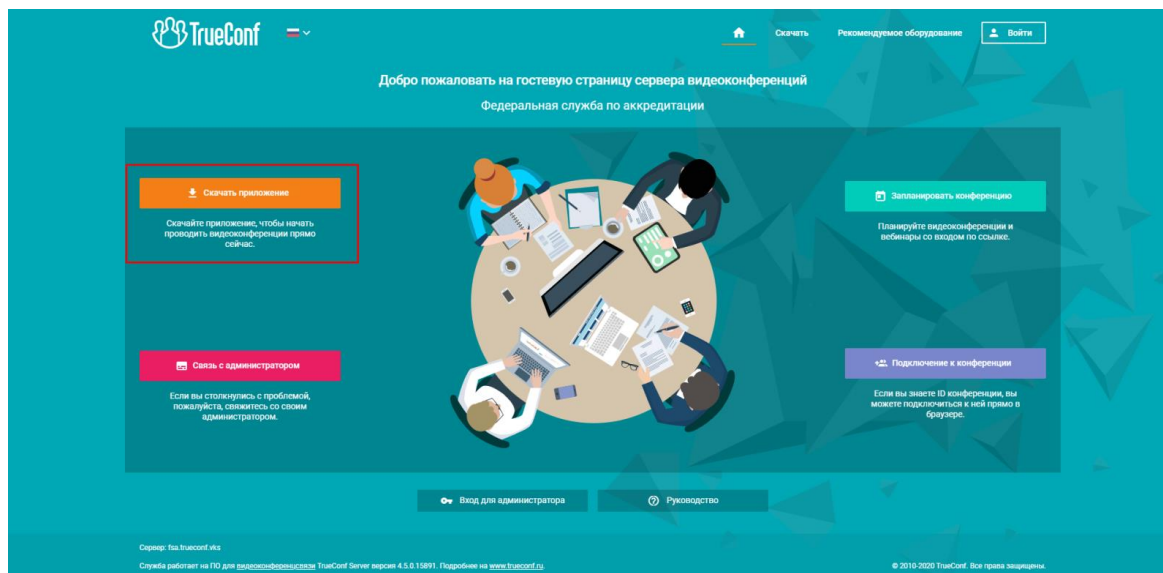 TrueConf
Скачать
Рекомендуемое оборудование
Войти
Добро пожаловать на гостевую страницу сервера видеоконференций
Федеральная служба по аккредитации
Скачать приложение
Скачайте приложение, чтобы начать
проводить видеоконференции прямо
сейчас.
Запланировать конференцию
Планируйте видеоконференции и
вебинары со входом по ссылке.
Связь с администратором
Если вы столкнулись с проблемой,
пожалуйста, свяжитесь со своим
администратором.
Подключение к конференции
Если вы знаете ID конференции, вы
можете подключиться к ней прямо в
браузере.
Вход для администратора
Руководство
Сервер: fsa.trueconf.vks
Служба работает на ПО для видеоконференцсвязи TrueConf Server версия 4.5.0.15891. Подробнее на www.trueconf.ru.
© 2010-2020 TrueConf. Все права защищены.